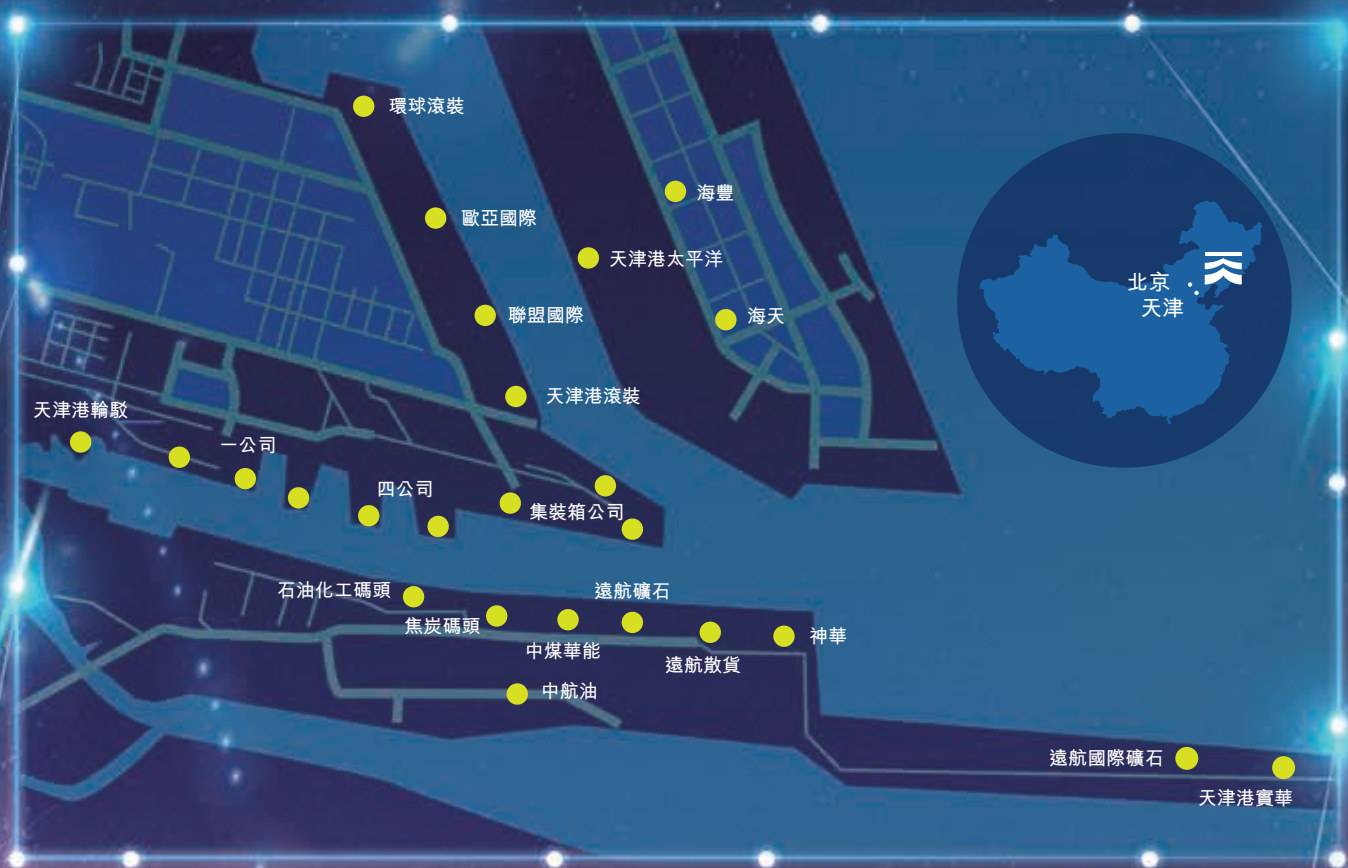 環球滾裝
海豐
歐亞國際
天津港太平洋
北京
天津
聯盟國際
海天
天津港滾裝
天津港輪駁
一公司
四公司
集裝箱公司
石油化工碼頭
遠航礦石
焦炭碼頭
神華
中煤華能
遠航散貨
中航油
遠航國際礦石
天津港實華